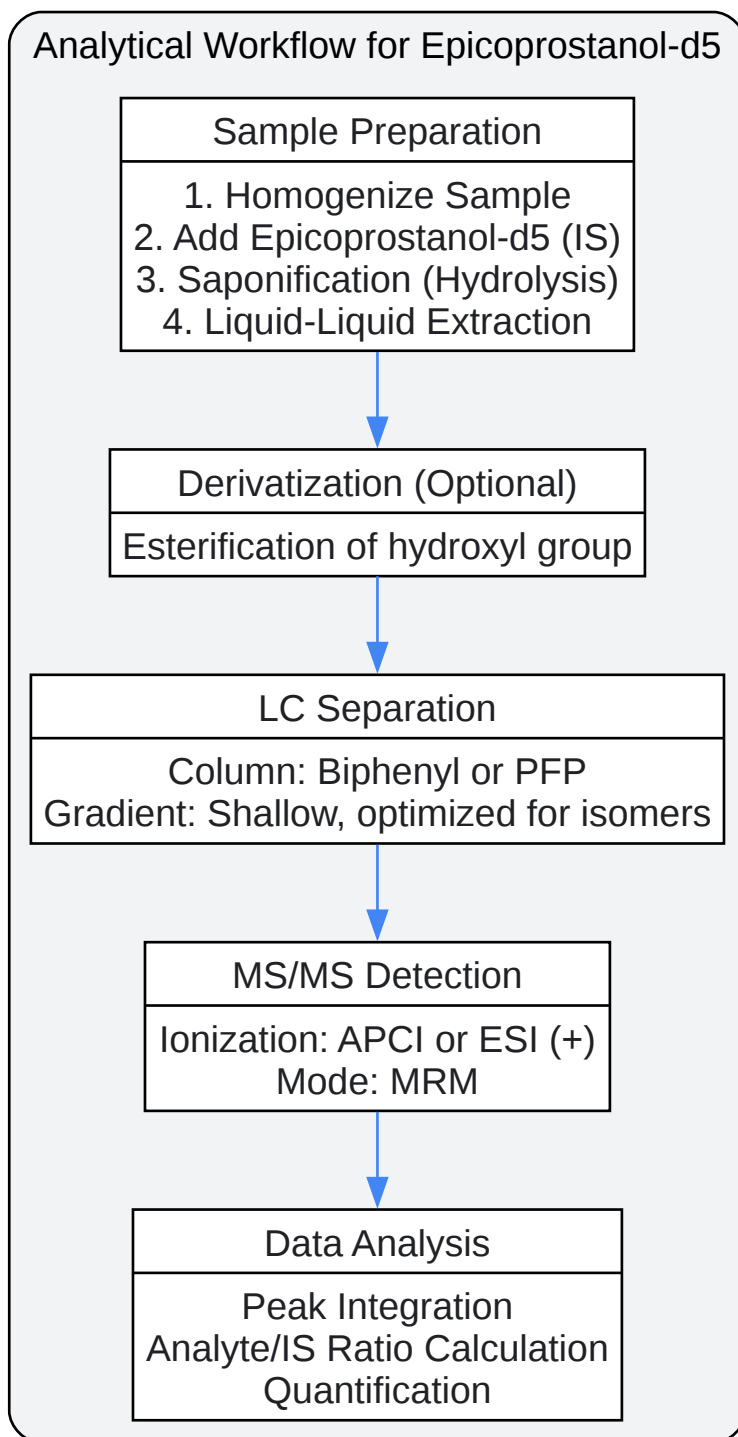 Analytical Workflow for Epicoprostanol-d5
Sample Preparation
1. Homogenize Sample
2. Add Epicoprostanol-d5 (IS)
3. Saponification (Hydrolysis)
4. Liquid-Liquid Extraction
Derivatization (Optional)
Esterification of hydroxyl group
LC Separation
Column: Biphenyl or PFP
Gradient: Shallow, optimized for isomers
MS/MS Detection
Ionization: APCI or ESI (+)
Mode: MRM
Data Analysis
Peak Integration
Analyte/IS Ratio Calculation
Quantification